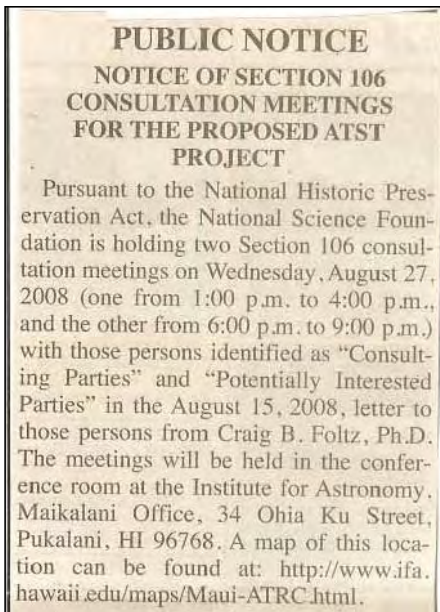 PUBLIC NOTICE
NOTICE OF SECTION 106
CONSULTATION MEETINGS
FOR THE PROPOSED ATST
PROJECT
Pursuant to the National Historic Pres-
ervation Act, the National Science Foun-
dation is holding two Section 106 consul-
tation meetings on Wednesday, August 27,
2008 (one from 1:00 p.m. to 4:00 p.m.,
and the other from 6:00 p.m. to 9:00 p.m.)
with those persons identified as “Consult-
ing Parties” and “Potentially Interested
Parties” in the August 15, 2008, letter to
those persons from Craig B. Foltz, Ph.D.
The meetings will be held in the confer-
ence room at the Institute for Astronomy,
Maikalani Office, 34 Ohia Ku Street,
Pukalani, HI 96768. A map of this loca-
tion can be found at: http://www.ifa.
hawaii.edu/maps/Maui-ATRC.html.